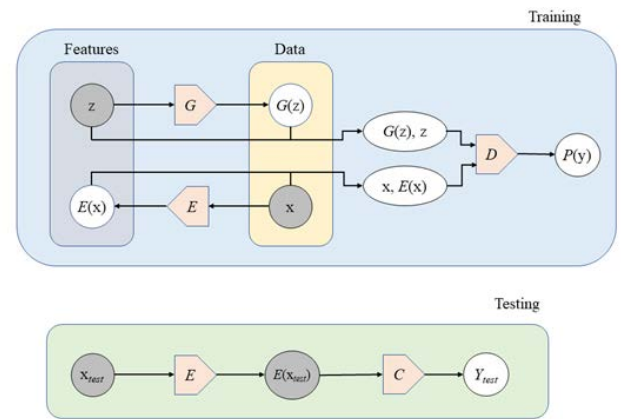 Training
Features
Data
z
G
G(z)
G(z), z
D
P(y)
x, E(x)
E(x)
E
x
Testing
x_test
E
E(x_test)
C
Y_test